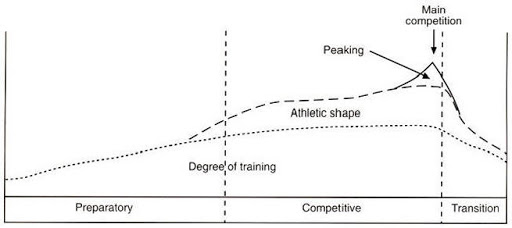 Main
competition
Peaking
Athletic shape
Degree of training
Preparatory
Competitive
Transition